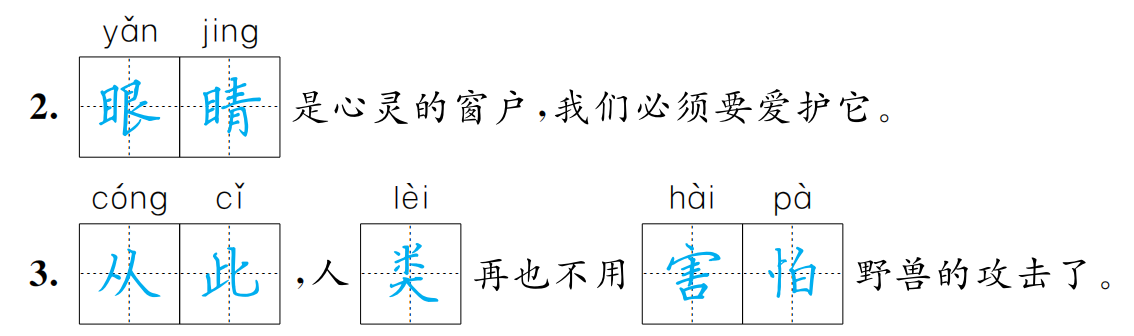 yǎn jing
2. 眼睛是心灵的窗户,我们必须要爱护它。
cóng cǐ lèi hài pà
3. 从此,人类再也不用害怕野兽的攻击了。